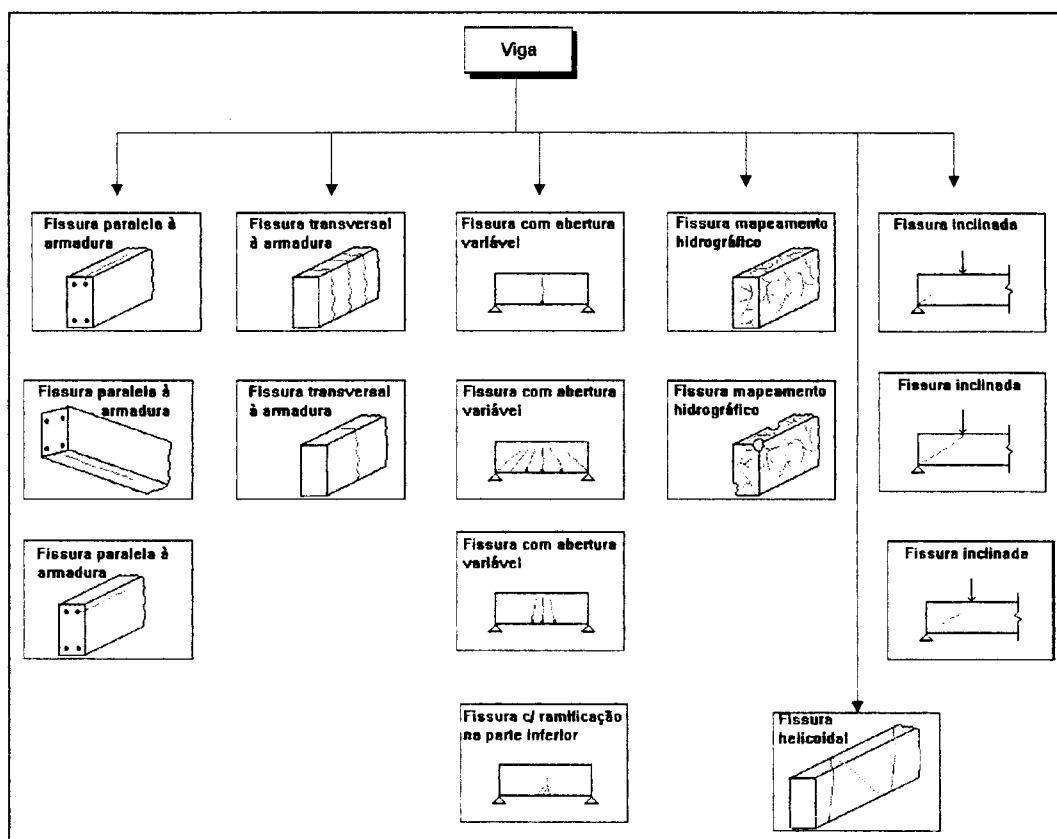 Viga
Fissura paralela à
armadura
Fissura transversal
à armadura
Fissura com abertura
variável
Fissura mapeamento
hidrográfico
Fissura inclinada
Fissura paralela à
armadura
Fissura transversal
à armadura
Fissura com abertura
variável
Fissura mapeamento
hidrográfico
Fissura inclinada
Fissura paralela à
armadura
Fissura com abertura
variável
Fissura inclinada
Fissura c/ ramificação
na parte inferior
Fissura
helicoidal